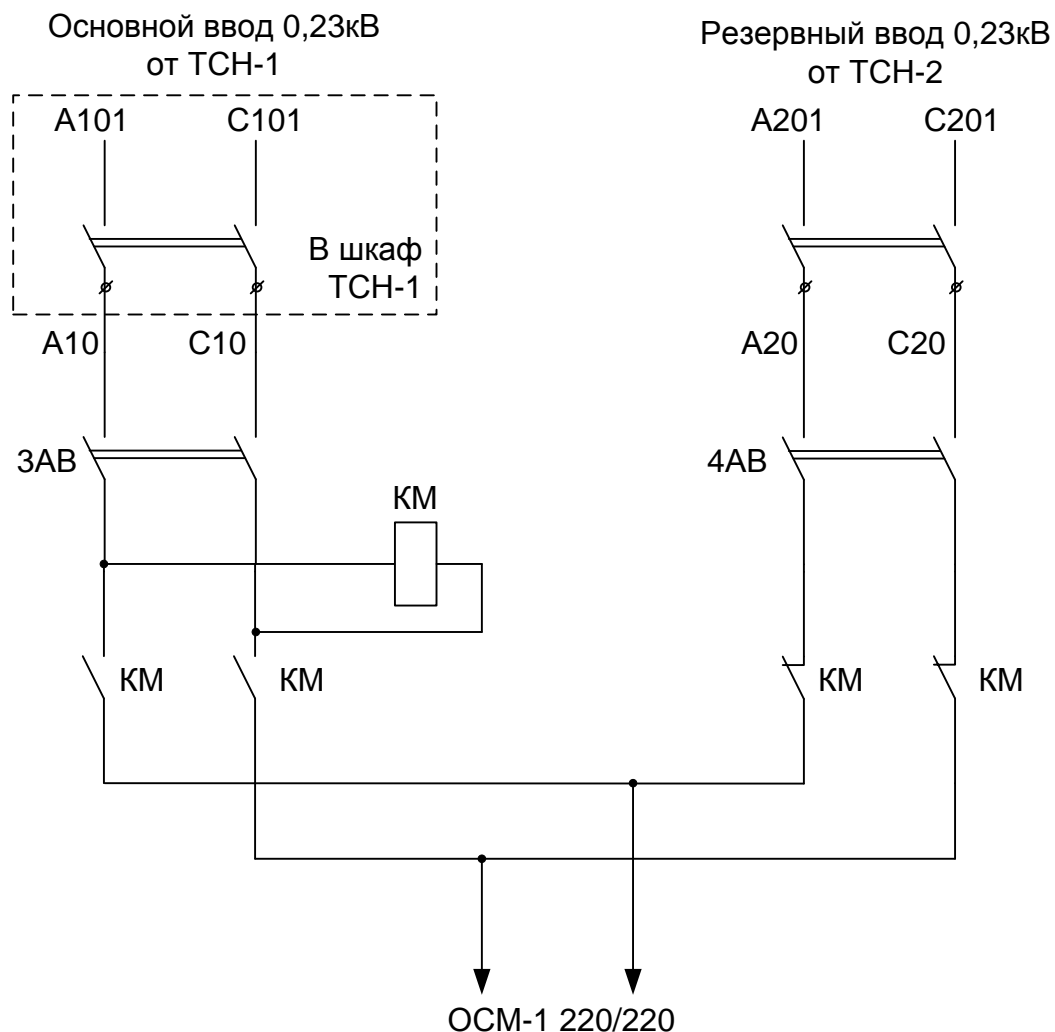 Основной ввод 0,23кВ
от ТСН-1
Резервный ввод 0,23кВ
от ТСН-2
А101
С101
А201
С201
В шкаф
ТСН-1
А10
С10
А20
С20
3АВ
4АВ
КМ
КМ
КМ
КМ
КМ
ОСМ-1 220/220